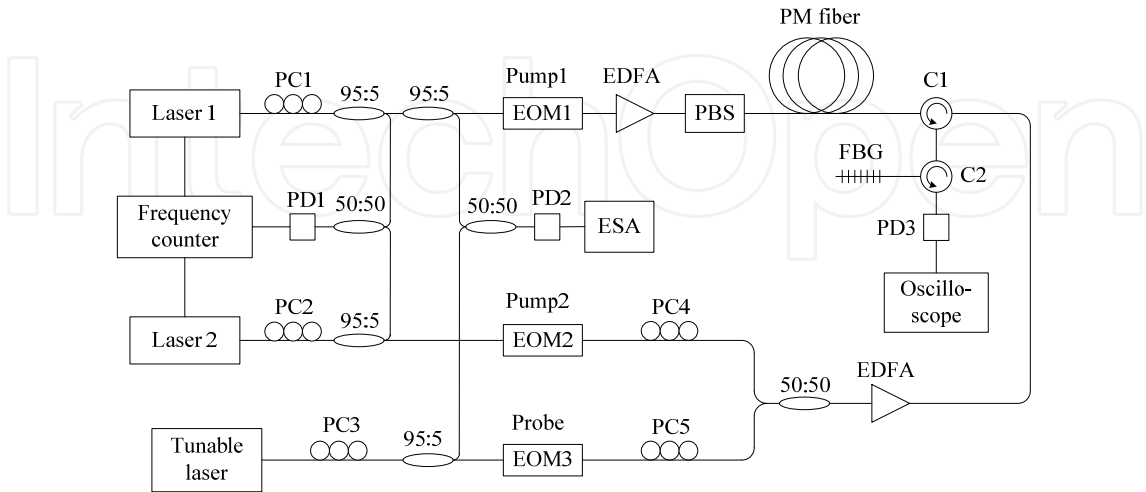 PM fiber
PC1
95:5
95:5
Pump1
EDFA
C1
Laser 1
EOM1
PBS
FBG
C2
Frequency
counter
PD1
50:50
50:50
PD2
ESA
PD3
Oscillo-
scope
Laser 2
PC2
95:5
Pump2
EOM2
PC4
50:50
EDFA
Tunable
laser
PC3
95:5
Probe
EOM3
PC5
IntechOpen